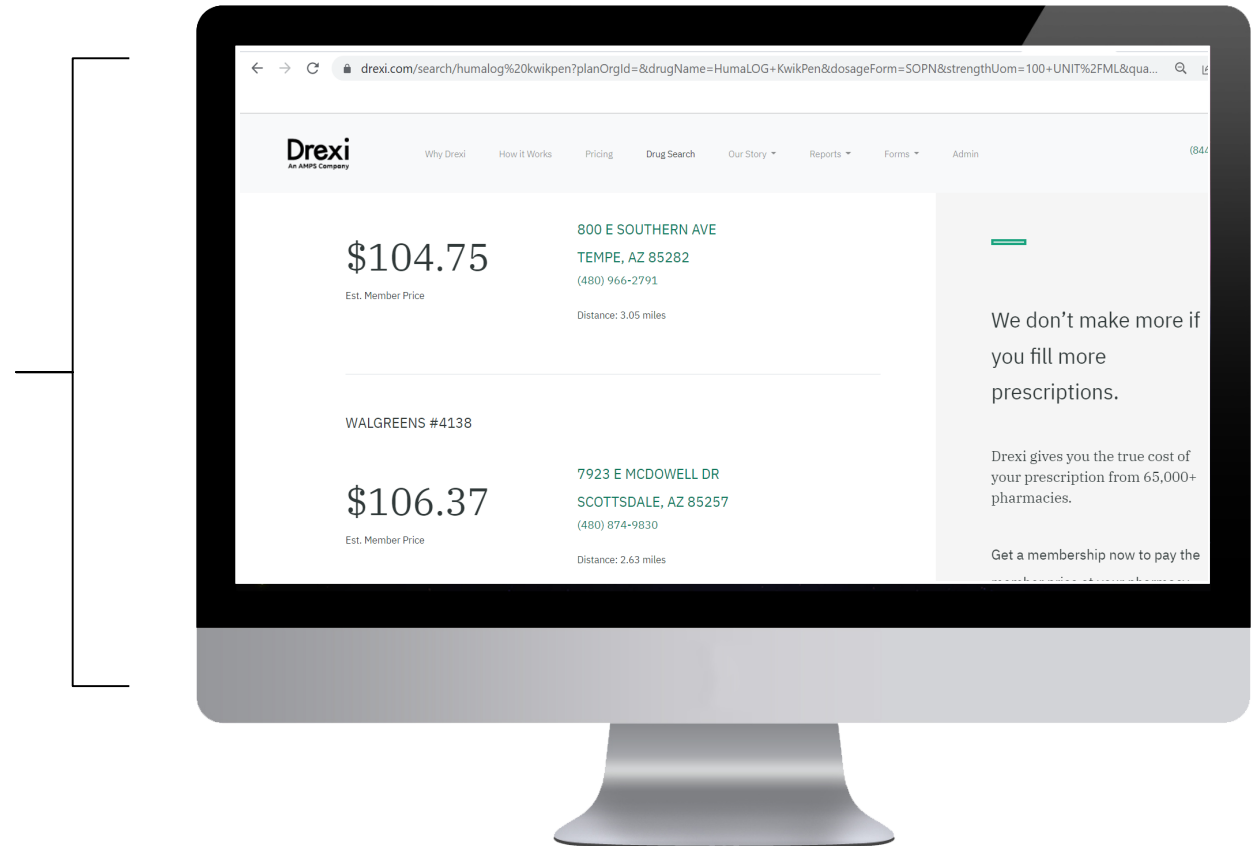 drexi.com/search/humalog%20kwikpen?planOrgId=&drugName=HumaLOG+KwikPen&dosageForm=SOPN&strengthUom=100+UNIT%2FML&qua...
Drexi
An AMPS Company
Why Drexi How it Works Pricing Drug Search Our Story Reports Forms Admin (844
$104.75
Est. Member Price
800 E SOUTHERN AVE
TEMPE, AZ 85282
(480) 966-2791
Distance: 3.05 miles
WALGREENS #4138
$106.37
Est. Member Price
7923 E MCDOWELL DR
SCOTTSDALE, AZ 85257
(480) 874-9830
Distance: 2.63 miles
We don’t make more if
you fill more
prescriptions.
Drexi gives you the true cost of
your prescription from 65,000+
pharmacies.
Get a membership now to pay the